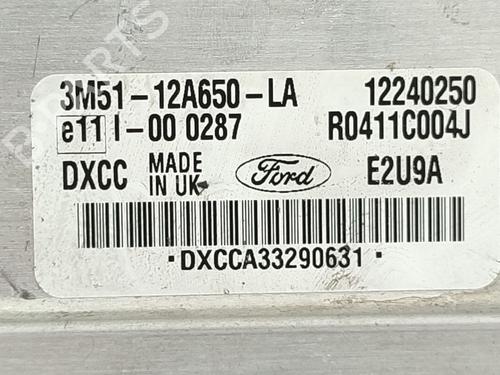 3M51-12A650-LA 12240250
e11 I-00 0287 R0411C004J
DXCC MADE IN UK Ford E2U9A
·DXCCA33290631·